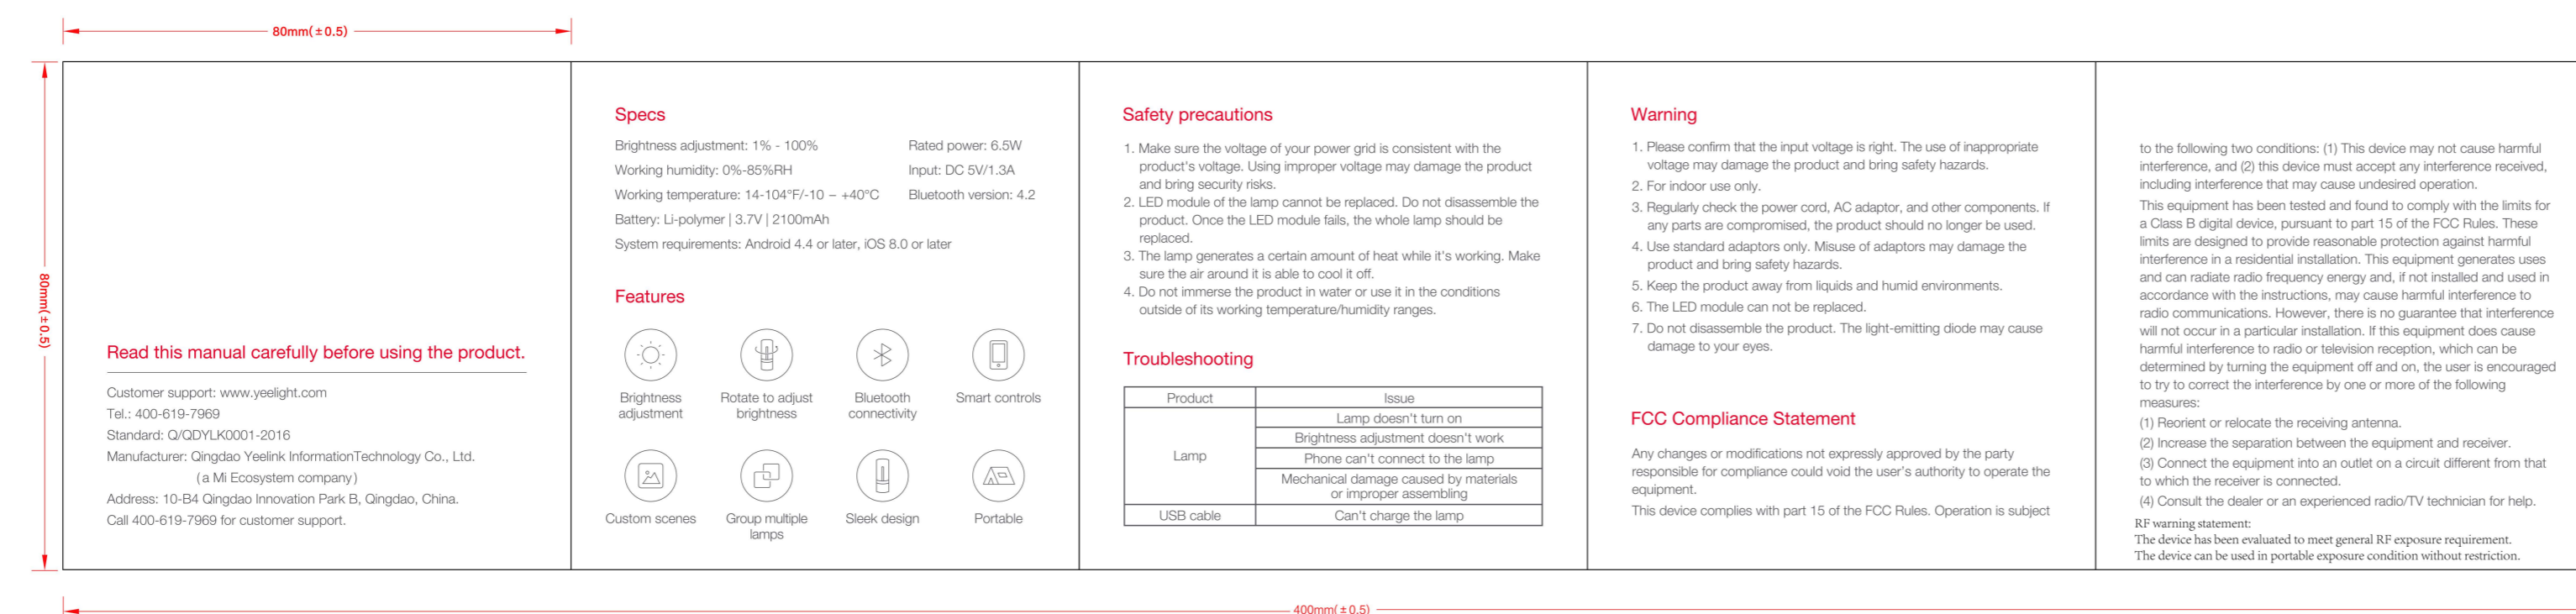 80mm(±0.5)
80mm(±0.5)
Read this manual carefully before using the product.
Customer support: www.yeelight.com
Tel.: 400-619-7969
Standard: Q/QDYLK0001-2016
Manufacturer: Qingdao Yeelink InformationTechnology Co., Ltd.
(a Mi Ecosystem company)
Address: 10-B4 Qingdao Innovation Park B, Qingdao, China.
Call 400-619-7969 for customer support.
Specs
Brightness adjustment: 1% - 100%
Rated power: 6.5W
Working humidity: 0%-85%RH
Input: DC 5V/1.3A
Working temperature: 14-104°F/-10 – +40°C
Bluetooth version: 4.2
Battery: Li-polymer | 3.7V | 2100mAh
System requirements: Android 4.4 or later, iOS 8.0 or later
Features
Brightness
adjustment
Rotate to adjust
brightness
Bluetooth
connectivity
Smart controls
Custom scenes
Group multiple
lamps
Sleek design
Portable
Safety precautions
1. Make sure the voltage of your power grid is consistent with the
product's voltage. Using improper voltage may damage the product
and bring security risks.
2. LED module of the lamp cannot be replaced. Do not disassemble the
product. Once the LED module fails, the whole lamp should be
replaced.
3. The lamp generates a certain amount of heat while it's working. Make
sure the air around it is able to cool it off.
4. Do not immerse the product in water or use it in the conditions
outside of its working temperature/humidity ranges.
Troubleshooting
Product
Issue
Lamp
Lamp doesn't turn on
Brightness adjustment doesn't work
Phone can't connect to the lamp
Mechanical damage caused by materials
or improper assembling
USB cable
Can't charge the lamp
Warning
1. Please confirm that the input voltage is right. The use of inappropriate
voltage may damage the product and bring safety hazards.
2. For indoor use only.
3. Regularly check the power cord, AC adaptor, and other components. If
any parts are compromised, the product should no longer be used.
4. Use standard adaptors only. Misuse of adaptors may damage the
product and bring safety hazards.
5. Keep the product away from liquids and humid environments.
6. The LED module can not be replaced.
7. Do not disassemble the product. The light-emitting diode may cause
damage to your eyes.
FCC Compliance Statement
Any changes or modifications not expressly approved by the party
responsible for compliance could void the user's authority to operate the
equipment.
This device complies with part 15 of the FCC Rules. Operation is subject
to the following two conditions: (1) This device may not cause harmful
interference, and (2) this device must accept any interference received,
including interference that may cause undesired operation.
This equipment has been tested and found to comply with the limits for
a Class B digital device, pursuant to part 15 of the FCC Rules. These
limits are designed to provide reasonable protection against harmful
interference in a residential installation. This equipment generates uses
and can radiate radio frequency energy and, if not installed and used in
accordance with the instructions, may cause harmful interference to
radio communications. However, there is no guarantee that interference
will not occur in a particular installation. If this equipment does cause
harmful interference to radio or television reception, which can be
determined by turning the equipment off and on, the user is encouraged
to try to correct the interference by one or more of the following
measures:
(1) Reorient or relocate the receiving antenna.
(2) Increase the separation between the equipment and receiver.
(3) Connect the equipment into an outlet on a circuit different from that
to which the receiver is connected.
(4) Consult the dealer or an experienced radio/TV technician for help.
RF warning statement:
The device has been evaluated to meet general RF exposure requirement.
The device can be used in portable exposure condition without restriction.
400mm(±0.5)